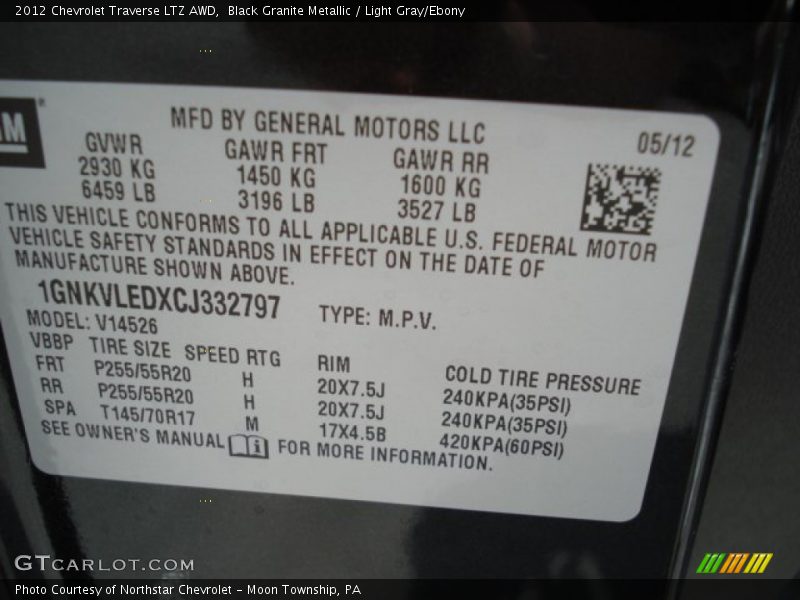 2012 Chevrolet Traverse LTZ AWD,  Black Granite Metallic / Light Gray/Ebony
GM
MFD BY GENERAL MOTORS LLC
05/12
GVWR GAWR FRT GAWR RR
2930 KG 1450 KG 1600 KG
6459 LB 3196 LB 3527 LB
THIS VEHICLE CONFORMS TO ALL APPLICABLE U.S. FEDERAL MOTOR
VEHICLE SAFETY STANDARDS IN EFFECT ON THE DATE OF
MANUFACTURE SHOWN ABOVE.
1GNKVLEDXCJ332797 TYPE: M.P.V.
MODEL: V14526
VBBP TIRE SIZE SPEED RTG RIM COLD TIRE PRESSURE
FRT P255/55R20 H 20X7.5J 240KPA(35PSI)
RR P255/55R20 H 20X7.5J 240KPA(35PSI)
SPA T145/70R17 M 17X4.5B 420KPA(60PSI)
SEE OWNER'S MANUAL i FOR MORE INFORMATION.
GTCARLOT.COM
Photo Courtesy of Northstar Chevrolet - Moon Township, PA